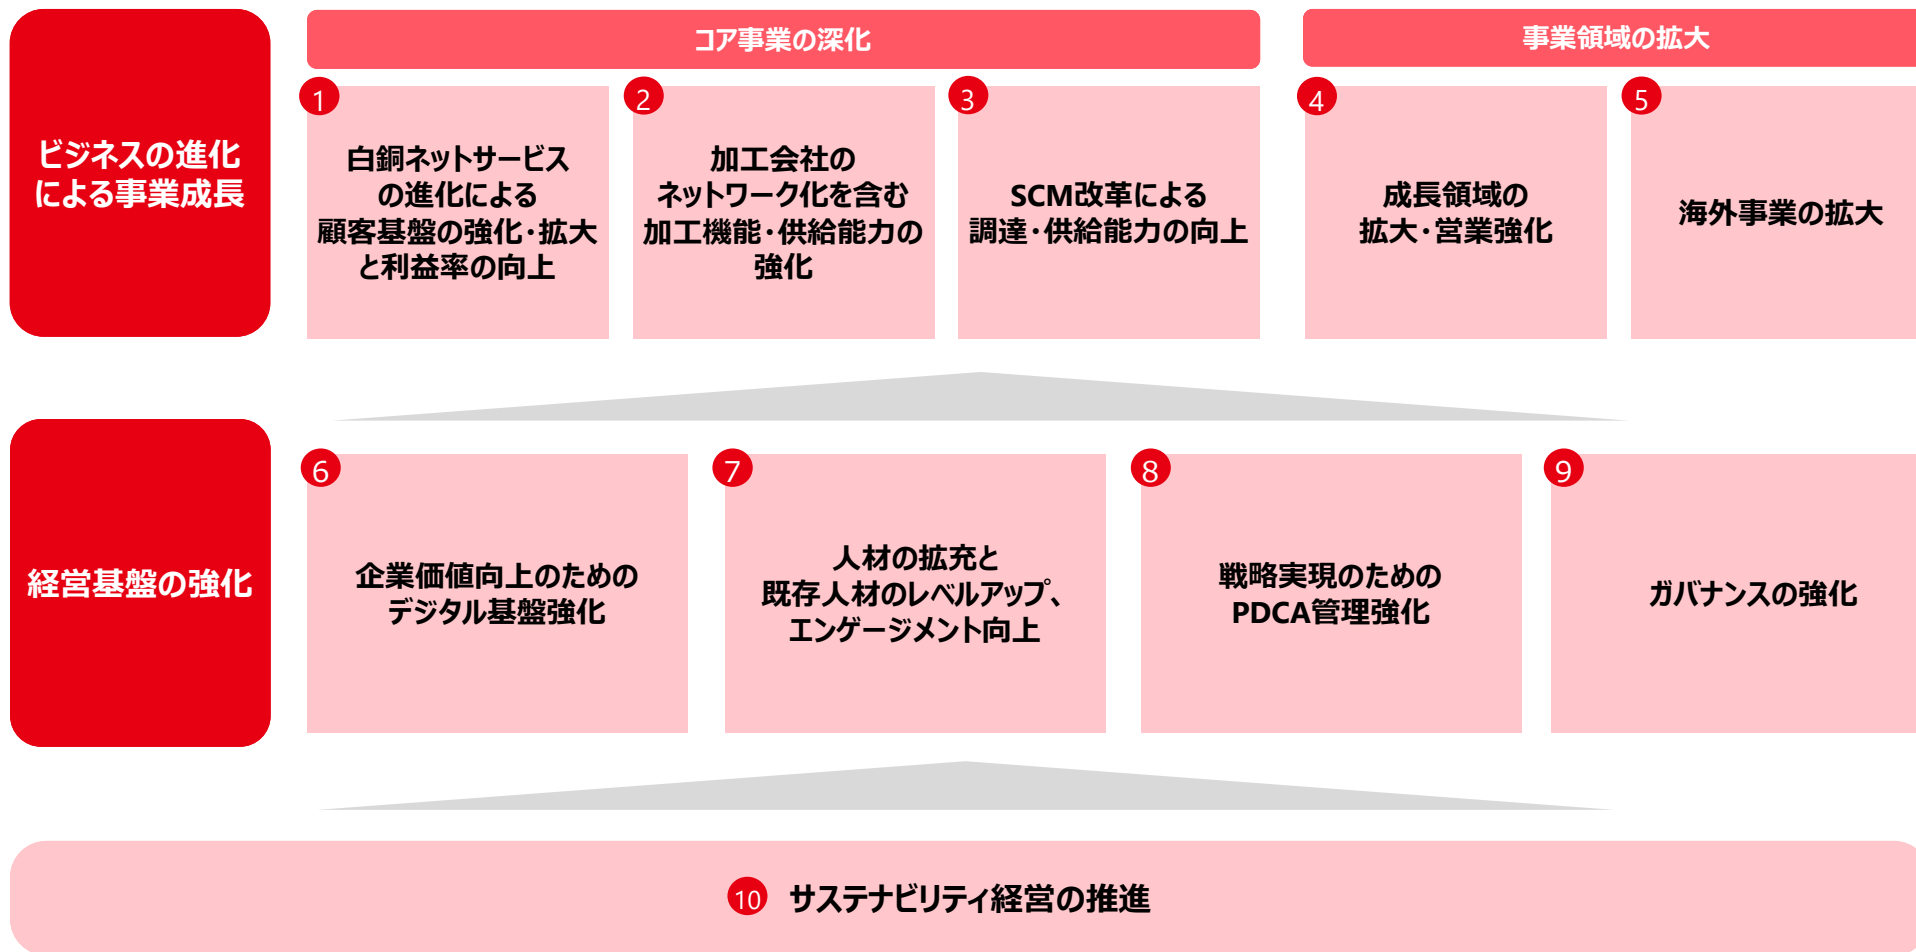 コア事業の深化
事業領域の拡大
ビジネスの進化
による事業成長
1
白銅ネットサービス
の進化による
顧客基盤の強化・拡大
と利益率の向上
2
加工会社の
ネットワーク化を含む
加工機能・供給能力の
強化
3
SCM改革による
調達・供給能力の向上
4
成長領域の
拡大・営業強化
5
海外事業の拡大
経営基盤の強化
6
企業価値向上のための
デジタル基盤強化
7
人材の拡充と
既存人材のレベルアップ、
エンゲージメント向上
8
戦略実現のための
PDCA管理強化
9
ガバナンスの強化
10 サステナビリティ経営の推進